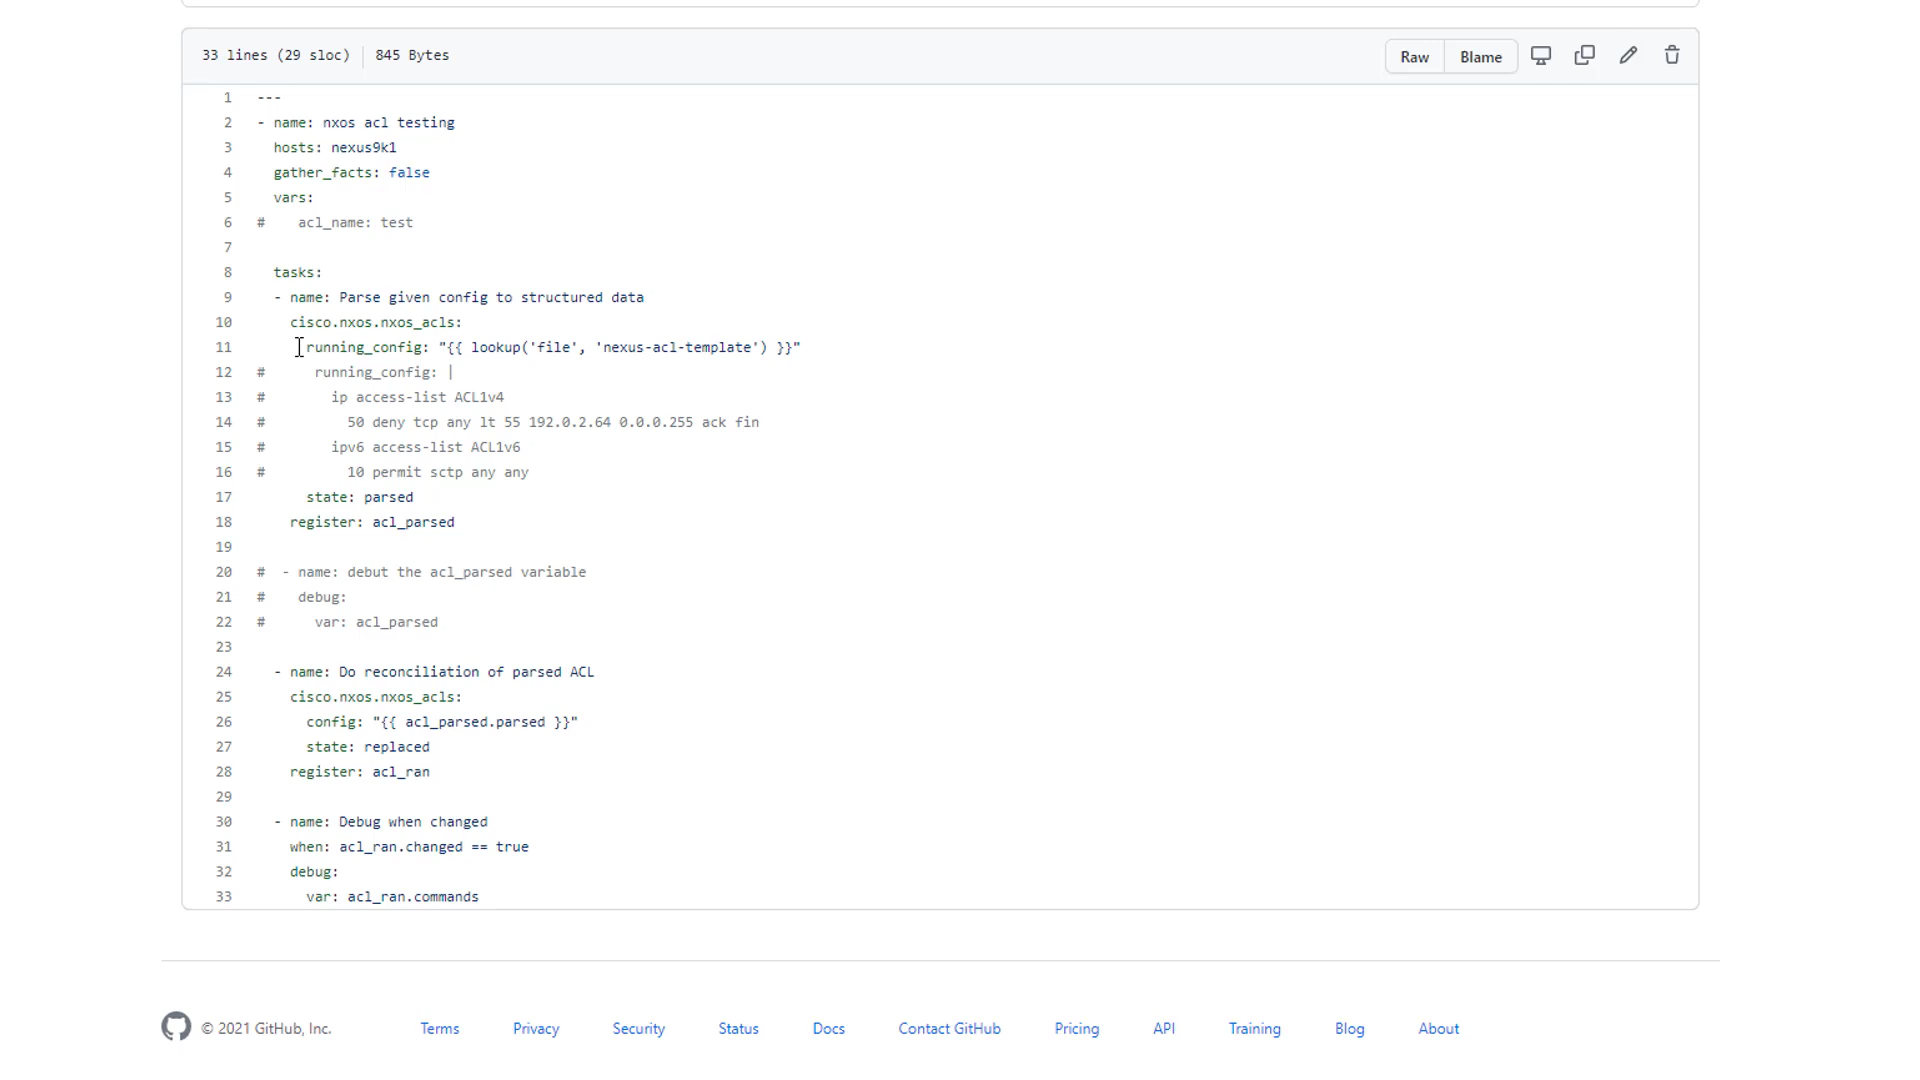 33 lines (29 sloc) 845 Bytes Raw Blame
1 ---
2 - name: nxos acl testing
3 hosts: nexus9k1
4 gather_facts: false
5 vars:
6 # acl_name: test
7
8 tasks:
9 - name: Parse given config to structured data
10 cisco.nxos.nxos_acls:
11 running_config: "{{ lookup('file', 'nexus-acl-template') }}"
12 # running_config: |
13 # ip access-list ACL1v4
14 # 50 deny tcp any lt 55 192.0.2.64 0.0.0.255 ack fin
15 # ipv6 access-list ACL1v6
16 # 10 permit sctp any any
17 state: parsed
18 register: acl_parsed
19
20 # - name: debut the acl_parsed variable
21 # debug:
22 # var: acl_parsed
23
24 - name: Do reconciliation of parsed ACL
25 cisco.nxos.nxos_acls:
26 config: "{{ acl_parsed.parsed }}"
27 state: replaced
28 register: acl_ran
29
30 - name: Debug when changed
31 when: acl_ran.changed == true
32 debug:
33 var: acl_ran.commands
© 2021 GitHub, Inc. Terms Privacy Security Status Docs Contact GitHub Pricing API Training Blog About